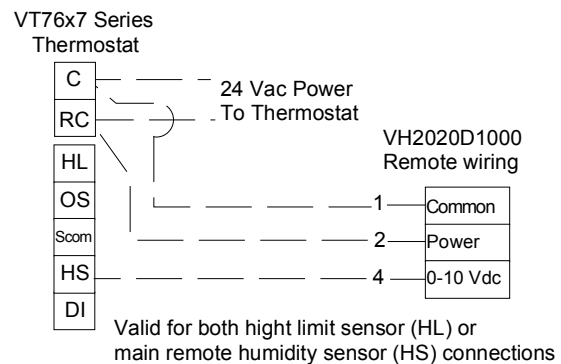 VT76x7 Series
Thermostat
C
RC
24 Vac Power
To Thermostat
HL
OS
Scom
HS
DI
VH2020D1000
Remote wiring
1 Common
2 Power
4 0-10 Vdc
Valid for both hight limit sensor (HL) or
main remote humidity sensor (HS) connections